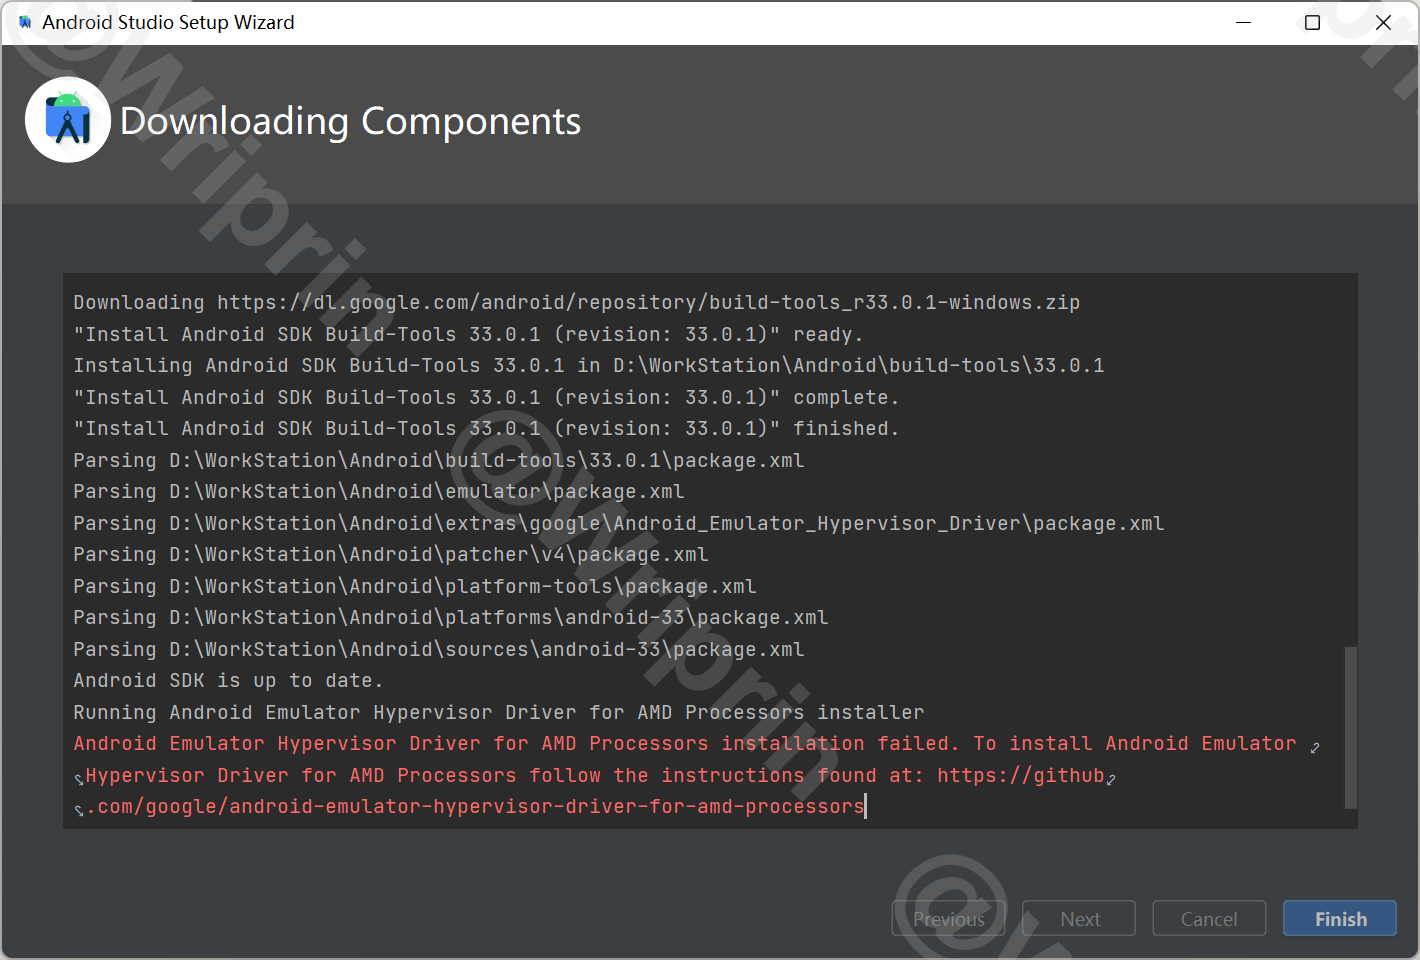 Android Studio Setup Wizard
Downloading Components
Downloading https://dl.google.com/android/repository/build-tools_r33.0.1-windows.zip
"Install Android SDK Build-Tools 33.0.1 (revision: 33.0.1)" ready.
Installing Android SDK Build-Tools 33.0.1 in D:\WorkStation\Android\build-tools\33.0.1
"Install Android SDK Build-Tools 33.0.1 (revision: 33.0.1)" complete.
"Install Android SDK Build-Tools 33.0.1 (revision: 33.0.1)" finished.
Parsing D:\WorkStation\Android\build-tools\33.0.1\package.xml
Parsing D:\WorkStation\Android\emulator\package.xml
Parsing D:\WorkStation\Android\extras\google\Android_Emulator_Hypervisor_Driver\package.xml
Parsing D:\WorkStation\Android\patcher\v4\package.xml
Parsing D:\WorkStation\Android\platform-tools\package.xml
Parsing D:\WorkStation\Android\platforms\android-33\package.xml
Parsing D:\WorkStation\Android\sources\android-33\package.xml
Android SDK is up to date.
Running Android Emulator Hypervisor Driver for AMD Processors installer
Android Emulator Hypervisor Driver for AMD Processors installation failed. To install Android Emulator
Hypervisor Driver for AMD Processors follow the instructions found at: https://github
.com/google/android-emulator-hypervisor-driver-for-amd-processors
Previous
Next
Cancel
Finish
@Wriprin
@Wriprin
@W
prin